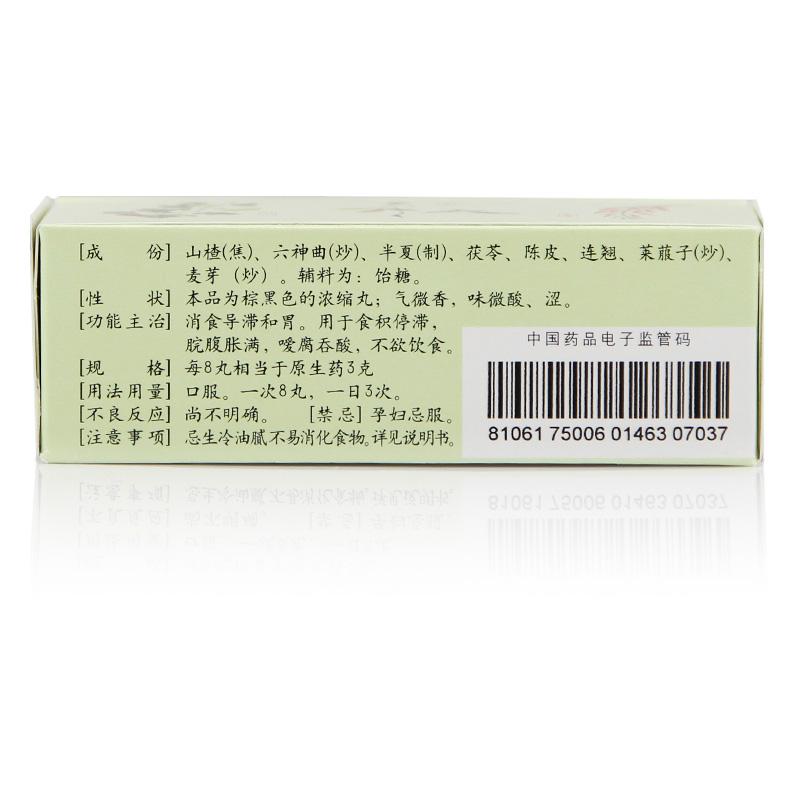 [成　份] 山楂(焦)、六神曲(炒)、半夏(制)、茯苓、陈皮、连翘、莱菔子(炒)、
麦芽（炒）。辅料为：饴糖。
[性　状] 本品为棕黑色的浓缩丸；气微香，味微酸、涩。
[功能主治] 消食导滞和胃。用于食积停滞，
脘腹胀满，嗳腐吞酸，不欲饮食。
[规　格] 每8丸相当于原生药3克
[用法用量] 口服。一次8丸，一日3次。
[不良反应] 尚不明确。 [禁忌] 孕妇忌服。
[注意事项] 忌生冷油腻不易消化食物。详见说明书。
中国药品电子监管码
81061 75006 01463 07037